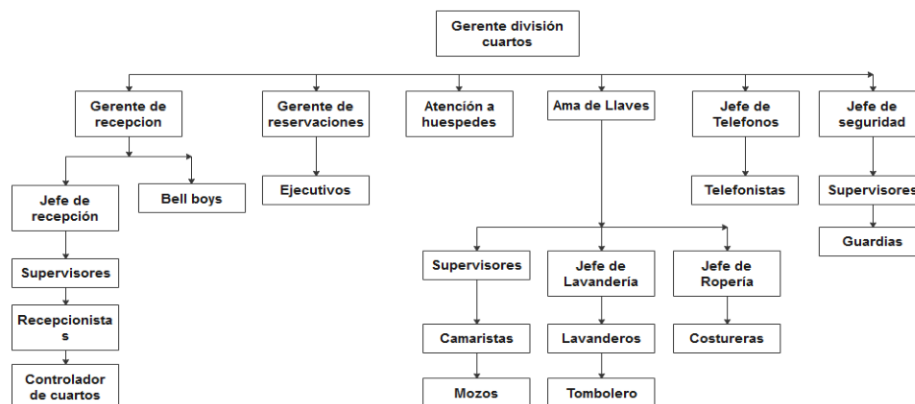 Gerente división
cuartos
Gerente de
recepcion
Gerente de
reservaciones
Atención a
huespedes
Ama de Llaves
Jefe de
Telefonos
Jefe de
seguridad
Jefe de
recepción
Bell boys
Ejecutivos
Telefonistas
Supervisores
Guardias
Supervisores
Recepcionista
s
Controlador
de cuartos
Supervisores
Jefe de
Lavandería
Jefe de
Ropería
Camaristas
Lavanderos
Costureras
Mozos
Tombolero